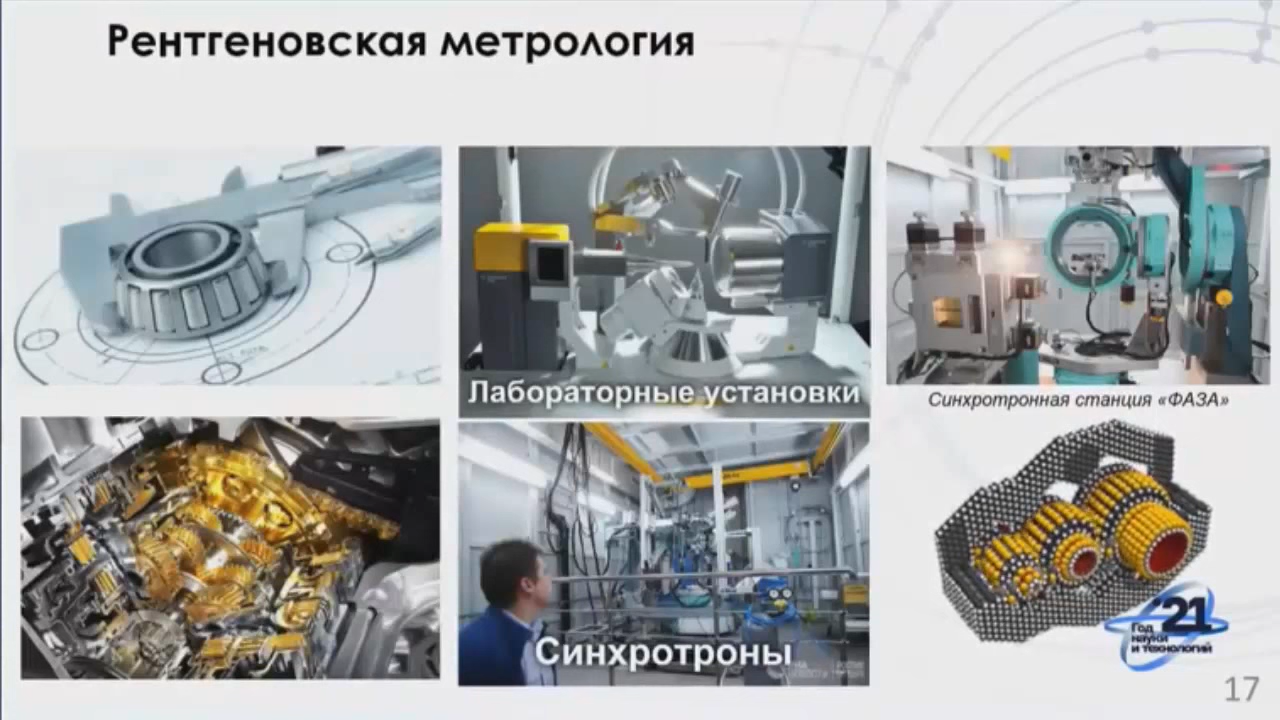 Рентгеновская метрология
Лабораторные установки
Синхротронная станция «ФАЗА»
Синхротроны
21
Год
науки
и технологий
17